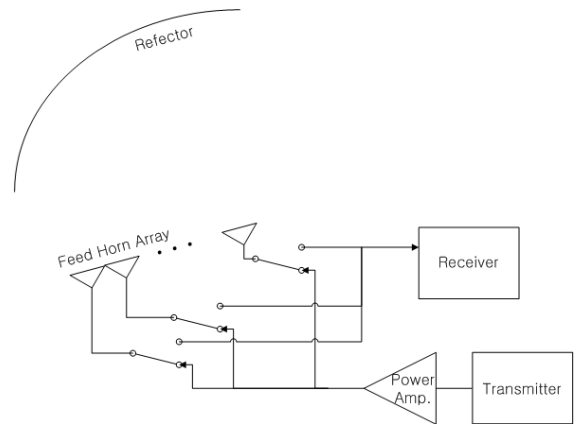 Refector
Feed Horn Array
Receiver
Power
Amp.
Transmitter